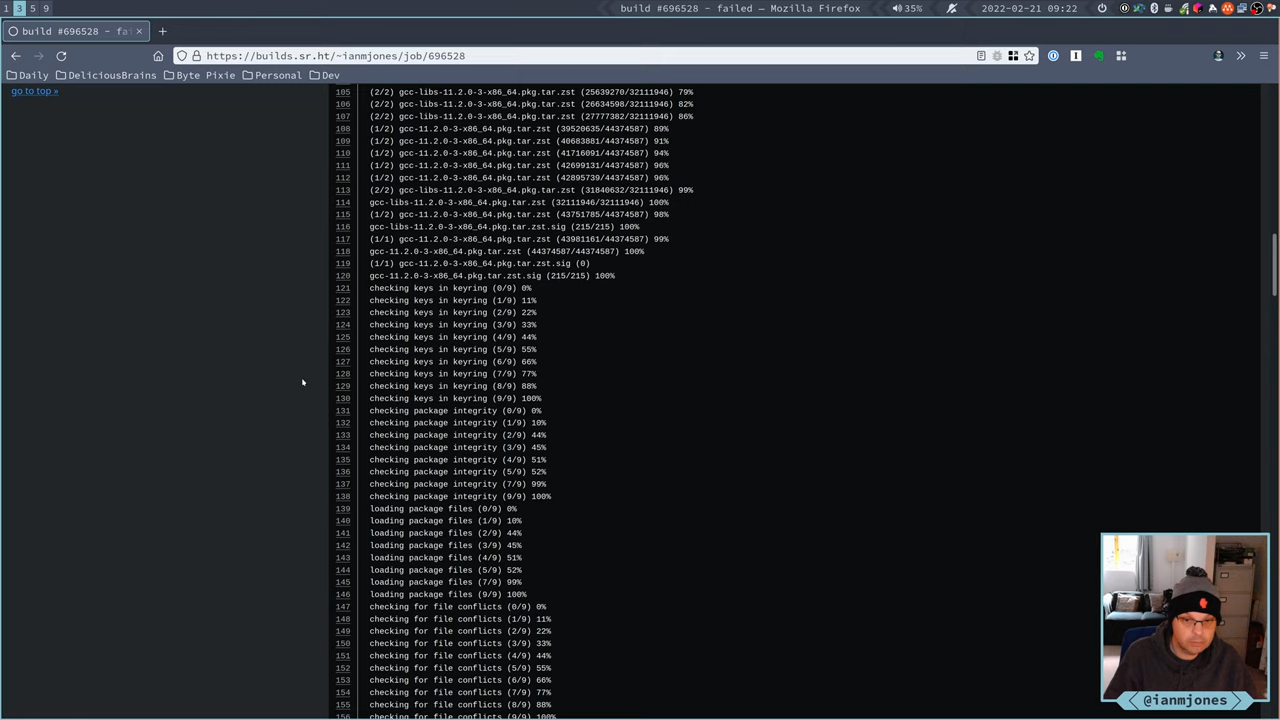 1 3 5 9
build #696528 - failed — Mozilla Firefox
35%
2022-02-21 09:22
build #696528 - fai
https://builds.sr.ht/~ianmjones/job/696528
Daily DeliciousBrains Byte Pixie Personal Dev
go to top »
105 (2/2) gcc-libs-11.2.0-3-x86_64.pkg.tar.zst (25639270/32111946) 79%
106 (2/2) gcc-libs-11.2.0-3-x86_64.pkg.tar.zst (26634598/32111946) 82%
107 (2/2) gcc-libs-11.2.0-3-x86_64.pkg.tar.zst (27777382/32111946) 86%
108 (1/2) gcc-11.2.0-3-x86_64.pkg.tar.zst (39520635/44374587) 89%
109 (1/2) gcc-11.2.0-3-x86_64.pkg.tar.zst (40683881/44374587) 91%
110 (1/2) gcc-11.2.0-3-x86_64.pkg.tar.zst (41716091/44374587) 94%
111 (1/2) gcc-11.2.0-3-x86_64.pkg.tar.zst (42699131/44374587) 96%
112 (1/2) gcc-11.2.0-3-x86_64.pkg.tar.zst (42895739/44374587) 96%
113 (2/2) gcc-libs-11.2.0-3-x86_64.pkg.tar.zst (31840632/32111946) 99%
114 gcc-libs-11.2.0-3-x86_64.pkg.tar.zst (32111946/32111946) 100%
115 (1/2) gcc-11.2.0-3-x86_64.pkg.tar.zst (43751785/44374587) 98%
116 gcc-libs-11.2.0-3-x86_64.pkg.tar.zst.sig (215/215) 100%
117 (1/1) gcc-11.2.0-3-x86_64.pkg.tar.zst (43981161/44374587) 99%
118 gcc-11.2.0-3-x86_64.pkg.tar.zst (44374587/44374587) 100%
119 (1/1) gcc-11.2.0-3-x86_64.pkg.tar.zst.sig (0)
120 gcc-11.2.0-3-x86_64.pkg.tar.zst.sig (215/215) 100%
121 checking keys in keyring (0/9) 0%
122 checking keys in keyring (1/9) 11%
123 checking keys in keyring (2/9) 22%
124 checking keys in keyring (3/9) 33%
125 checking keys in keyring (4/9) 44%
126 checking keys in keyring (5/9) 55%
127 checking keys in keyring (6/9) 66%
128 checking keys in keyring (7/9) 77%
129 checking keys in keyring (8/9) 88%
130 checking keys in keyring (9/9) 100%
131 checking package integrity (0/9) 0%
132 checking package integrity (1/9) 10%
133 checking package integrity (2/9) 44%
134 checking package integrity (3/9) 45%
135 checking package integrity (4/9) 51%
136 checking package integrity (5/9) 52%
137 checking package integrity (7/9) 99%
138 checking package integrity (9/9) 100%
139 loading package files (0/9) 0%
140 loading package files (1/9) 10%
141 loading package files (2/9) 44%
142 loading package files (3/9) 45%
143 loading package files (4/9) 51%
144 loading package files (5/9) 52%
145 loading package files (7/9) 99%
146 loading package files (9/9) 100%
147 checking for file conflicts (0/9) 0%
148 checking for file conflicts (1/9) 11%
149 checking for file conflicts (2/9) 22%
150 checking for file conflicts (3/9) 33%
151 checking for file conflicts (4/9) 44%
152 checking for file conflicts (5/9) 55%
153 checking for file conflicts (6/9) 66%
154 checking for file conflicts (7/9) 77%
155 checking for file conflicts (8/9) 88%
156 checking for file conflicts (9/9) 100%
@ianmjones